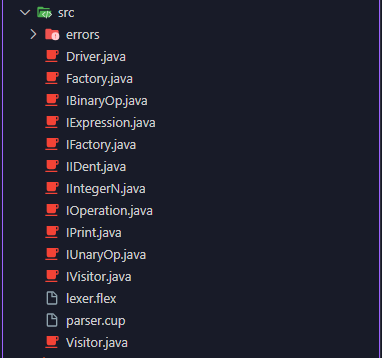 src
errors
Driver.java
Factory.java
IBinaryOp.java
IExpression.java
IFactory.java
IIDent.java
IIntegerN.java
IOperation.java
IPrint.java
IUnaryOp.java
IVisitor.java
lexer.flex
parser.cup
Visitor.java